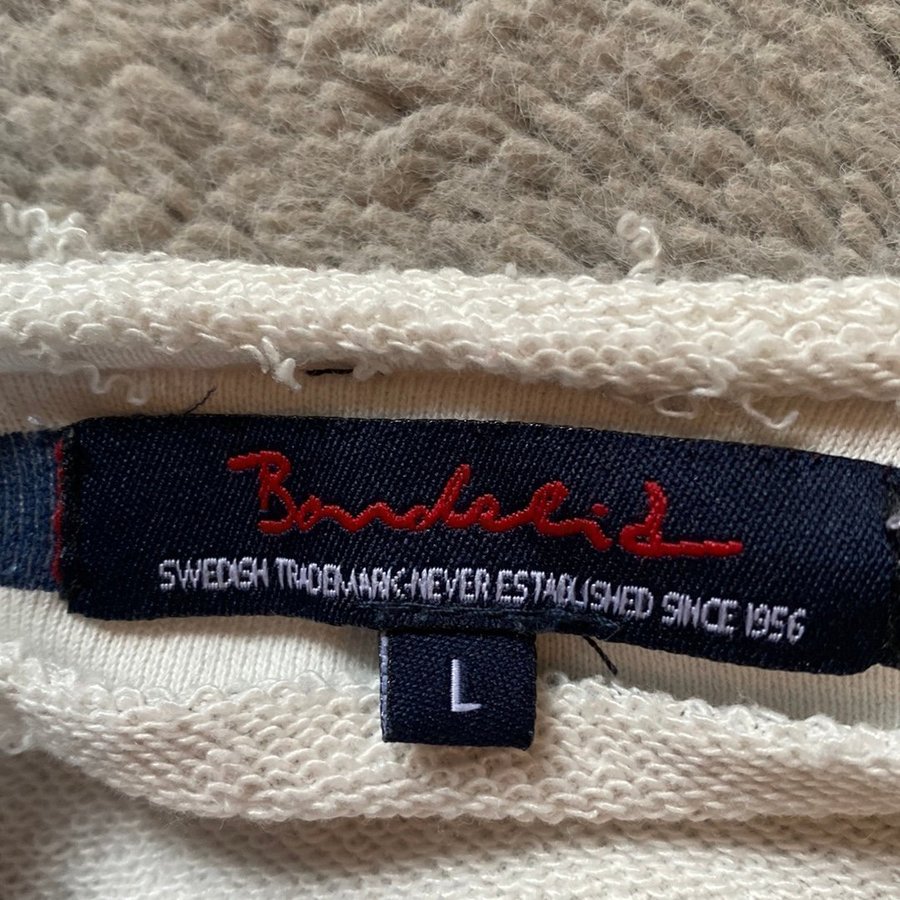 Bondelid
SWEDISH TRADEMARK-NEVER ESTABLISHED SINCE 1956
L